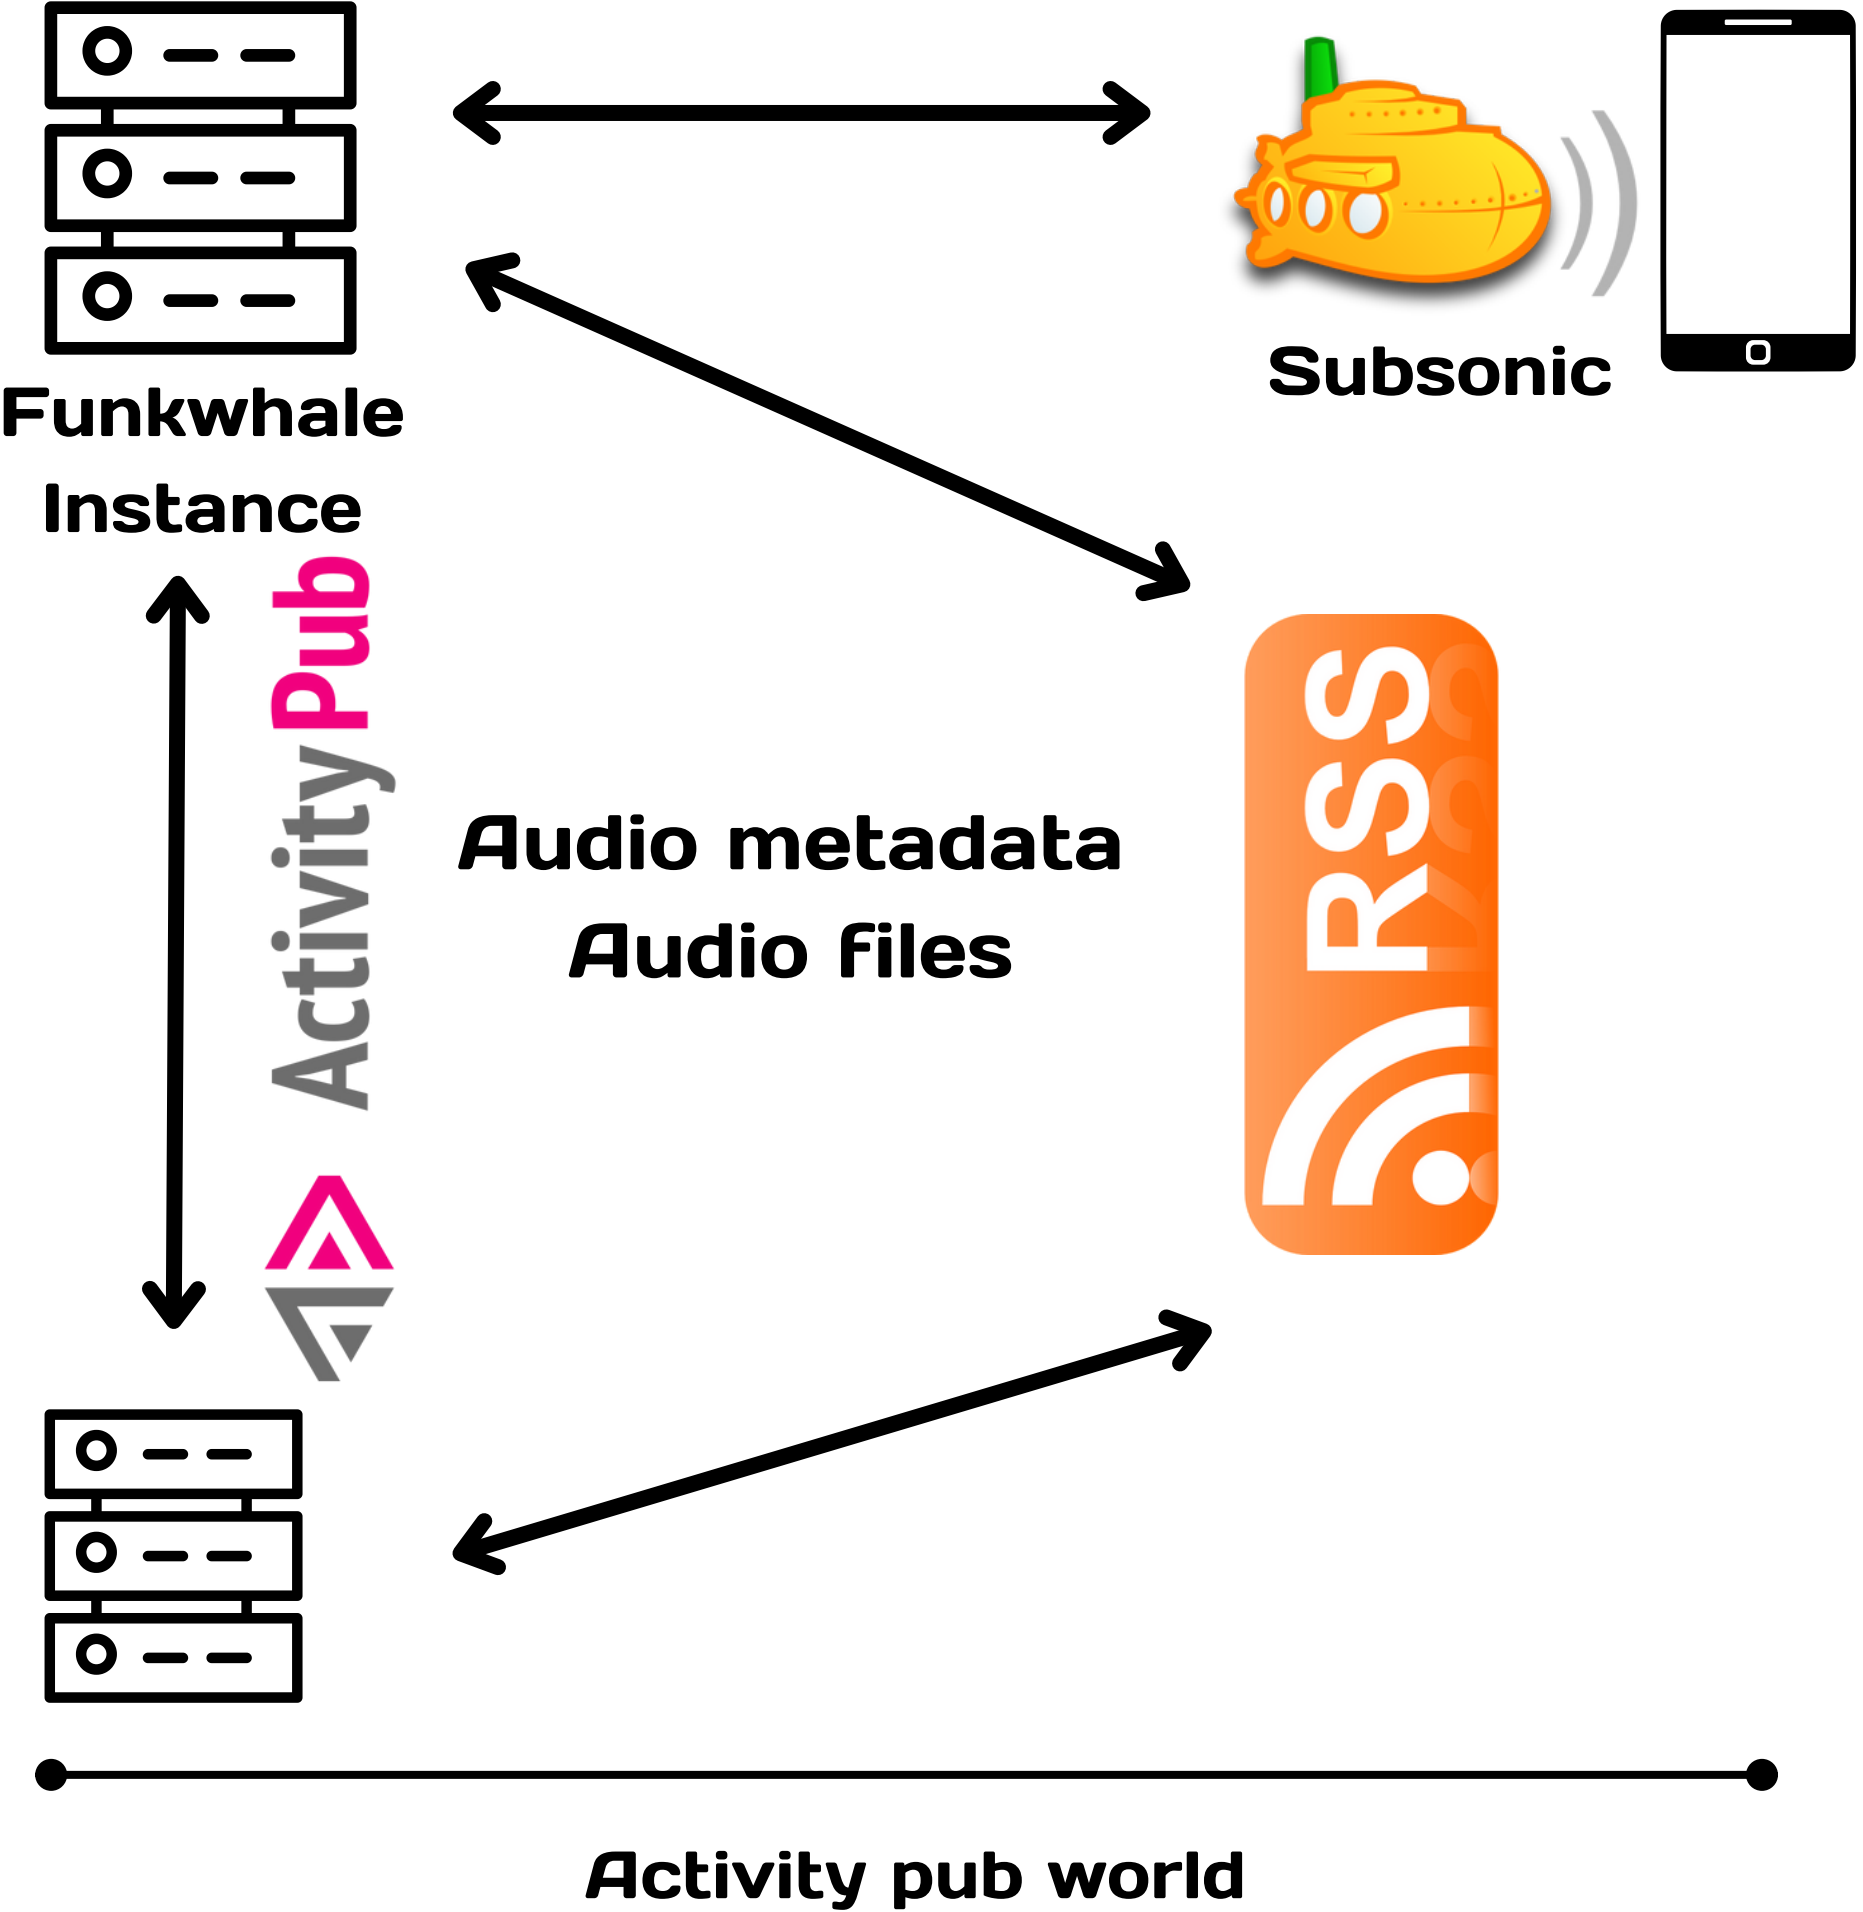 Subsonic
Funkwhale
Instance
ActivityPub
RSS
Audio metadata
Audio files
Activity pub world